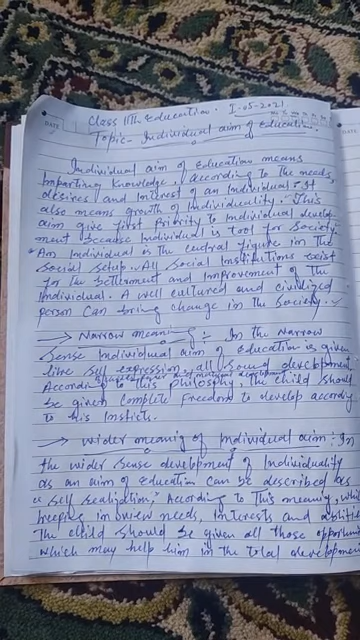 Class 11th Education. I-05-2021
Topic- Individual aim of Education.
Individual aim of Education means
Imparting Knowledge, according to the needs,
desires and Interest of an Individual. It
also means growth of Individuality. This
aim give first Priority to Individual develop-
ment because Individual is tool for Society.
* An Individual is the central figure in the
Social Setup. All Social Institutions exist
for the betterment and Improvement of the
Individual. A well cultured and civilized
person can bring change in the Society.
→ Narrow meaning :- In the Narrow
Sense Individual aim of Education is given
like self expression, all round development
According to this philosophy, the child should
be given complete freedom to develop according
to his Insticts.
→ wider meanig of Individual aim: In
the wider sense development of Individuality
as an aim of Education can be described as
"Self Realization," According to this meaning, while
keeping in view needs, Interests and abilities
The child should be given all those opportuni
which may help him in the total development